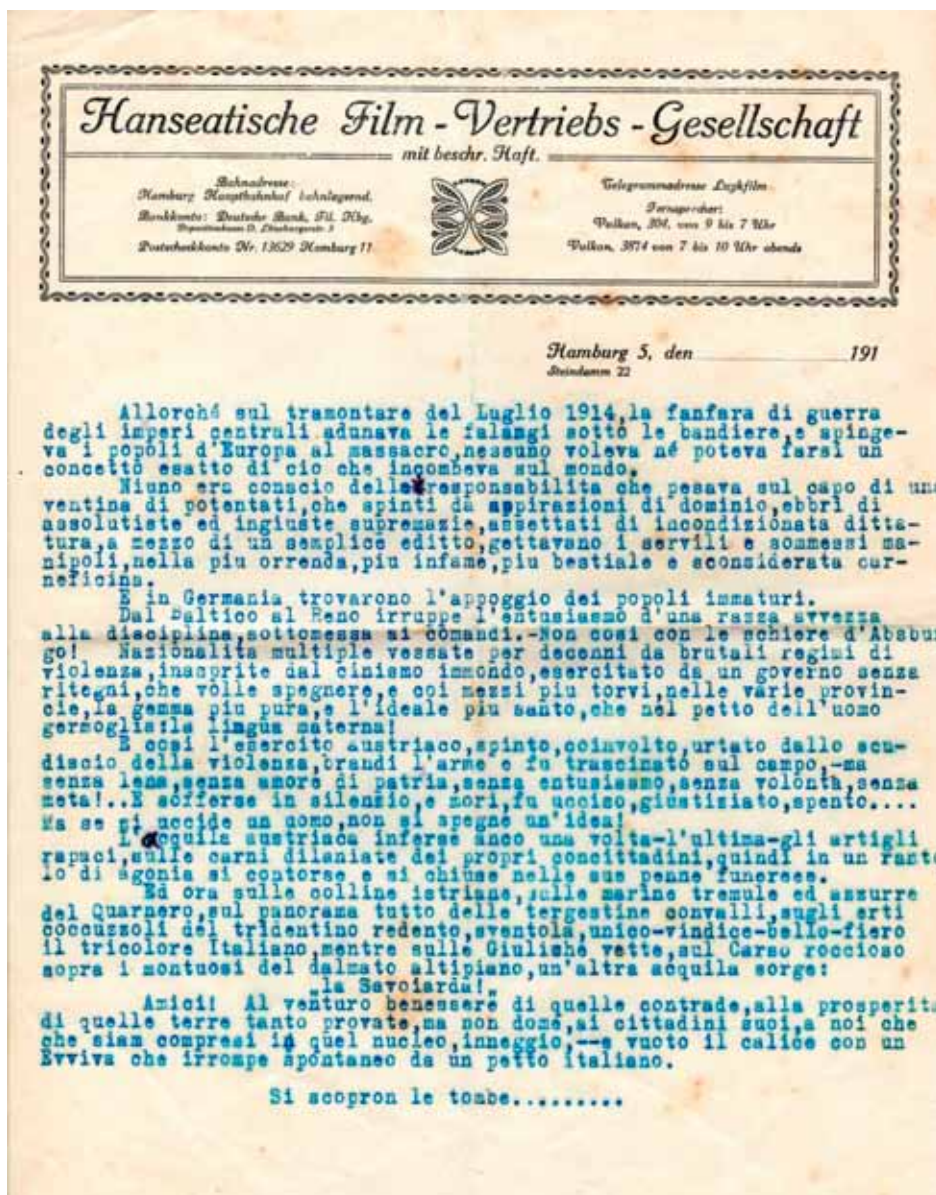 Hanseatische Film - Vertriebs - Gesellschaft
mit beschr. Haft.
Bahnadresse:
Hamburg Hauptbahnhof bahnlagernd.
Bankkonto: Deutsche Bank, Fil. Hbg.
Depositenkasse D,
Postscheckkonto Nr. 13629 Hamburg 11
Telegrammadresse
Fernsprecher:
Vulkan, von 9 bis 7 Uhr
Vulkan, 3874 von 7 bis 10 Uhr abends
Hamburg 5, den 191
Steindamm 22
Allorché sul tramontare del Luglio 1914,la fanfara di guerra
degli imperi centrali adunava le falangi sotto le bandiere,e spinge-
va i popoli d'Europa al massacro,nessuno voleva né poteva farsi un
concetto esatto di cio che incombeva sul mondo.
Niuno era conscio della responsabilita che pesava sul capo di una
ventina di potentati,che spinti da aspirazioni di dominio,ebbri di
assolutiste ed ingiuste supremazie,assettati di incondizionata ditta-
tura,a mezzo di un semplice editto,gettavano i servili e sommessi ma-
nipoli,nella piu orrenda,piu infame,piu bestiale e sconsiderata car-
neficina.
E in Germania trovarono l'appoggio dei popoli immaturi.
Dal Baltico al Reno irruppe l'entusiasmo d'una razza avvezza
alla disciplina,sottomessa ai comandi.-Non cosi con le schiere d'Absbur
go! Nazionalita multiple vessate per decenni da brutali regimi di
violenza,inasprite dal cinismo immondo,esercitato da un governo senza
ritegni,che volle spegnere,e coi mezzi piu torvi,nelle varie provin-
cie,la gemma piu pura,e l'ideale piu santo,che nel petto dell'uomo
germoglia:la lingua materna!
E cosi l'esercito austriaco,spinto,coinvolto,urtato dallo scu-
discio della violenza,brandi l'arme e fu trascinato sul campo,-ma
senza lena,senza amore di patria,senza entusiasmo,senza volontà,senza
meta!..E sofferse in silenzio,e mori,fu ucciso,giustiziato,spento....
Ma se si uccide un uomo,non si spegne un'idea!
L'acquila austriaca inferse anco una volta-l'ultima-gli artigli
rapaci,sulle carni dilaniate dei propri concittadini,quindi in un ranto
lo di agonia si contorse e si chiuse nelle sue penne funeree.
Ed ora sulle colline istriane,sulle marine tremule ed azzurre
del Quarnero,sul panorama tutto delle tergestine convalli,sugli erti
coccuzzoli del tridentino redento,sventola,unico-vindice-bello-fiero
il tricolore Italiano,mentre sulle Giulishe vette,sul Carso roccioso
sopra i montuosi del dalmato altipiano,un'altra acquila sorge:
„la Savoiarda!„
Amici! Al venturo benessere di quelle contrade,alla prosperita
di quelle terre tanto provate,ma non dome,ai cittadini suoi,a noi che
che siam compresi in quel nucleo,inneggio,--e vuoto il calice con un
Evviva che irrompe spontaneo da un petto italiano.
Si scopron le tombe.........